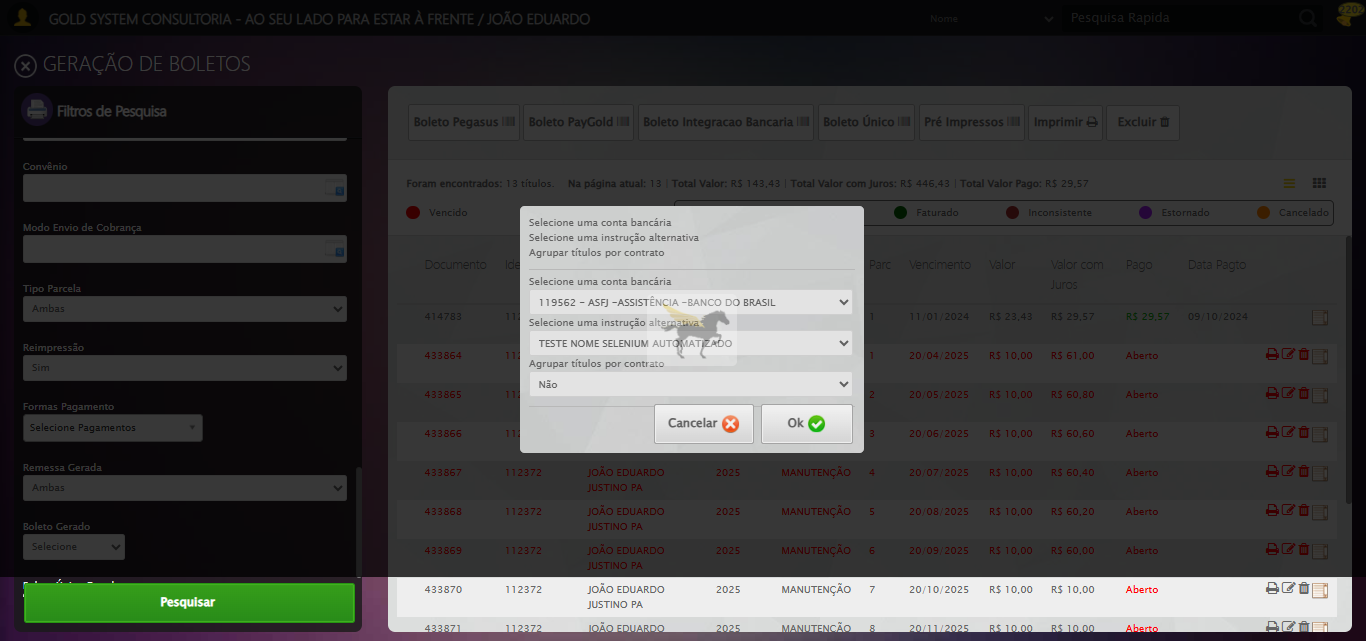 GOLD SYSTEM CONSULTORIA - AO SEU LADO PARA ESTAR À FRENTE / JOÃO EDUARDO
Nome
Pesquisa Rapida
220
GERAÇÃO DE BOLETOS
Filtros de Pesquisa
Convênio
Modo Envio de Cobrança
Tipo Parcela
Ambas
Reimpressão
Sim
Formas Pagamento
Selecione Pagamentos
Remessa Gerada
Ambas
Boleto Gerado
Selecione
Pesquisar
Boleto Pegasus
Boleto PayGold
Boleto Integracao Bancaria
Boleto Único
Pré Impressos
Imprimir
Excluir
Foram encontrados: 13 títulos. Na página atual: 13 | Total Valor: R$ 143,43 | Total Valor com Juros: R$ 446,43 | Total Valor Pago: R$ 29,57
Vencido
Faturado
Inconsistente
Estornado
Cancelado
Selecione uma conta bancária
Selecione uma instrução alternativa
Agrupar títulos por contrato
Selecione uma conta bancária
119562 - ASFJ -ASSISTÊNCIA -BANCO DO BRASIL
Selecione uma instrução alternativa
TESTE NOME SELENIUM AUTOMATIZADO
Agrupar títulos por contrato
Não
Cancelar
Ok
Documento Parc Vencimento Valor Valor com Juros Pago Data Pagto
414783 1 11/01/2024 R$ 23,43 R$ 29,57 R$ 29,57 09/10/2024
433864 1 20/04/2025 R$ 10,00 R$ 61,00 Aberto
433865 2 20/05/2025 R$ 10,00 R$ 60,80 Aberto
433866 3 20/06/2025 R$ 10,00 R$ 60,60 Aberto
433867 112372 JOÃO EDUARDO 2025 MANUTENÇÃO 4 20/07/2025 R$ 10,00 R$ 60,40 Aberto
JUSTINO PA
433868 112372 JOÃO EDUARDO 2025 MANUTENÇÃO 5 20/08/2025 R$ 10,00 R$ 60,20 Aberto
JUSTINO PA
433869 112372 JOÃO EDUARDO 2025 MANUTENÇÃO 6 20/09/2025 R$ 10,00 R$ 60,00 Aberto
JUSTINO PA
433870 112372 JOÃO EDUARDO 2025 MANUTENÇÃO 7 20/10/2025 R$ 10,00 R$ 10,00 Aberto
JUSTINO PA
433871 112372 JOÃO EDUARDO 2025 MANUTENÇÃO 8 20/11/2025 R$ 10,00 R$ 10,00 Aberto